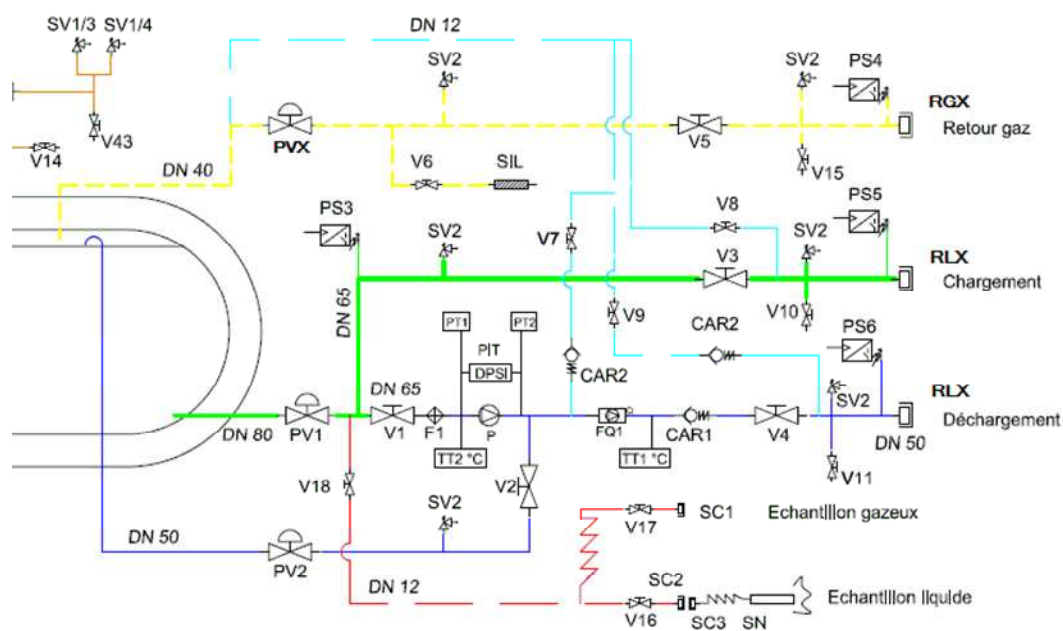 SV1/3 SV1/4
DN 12
SV2
SV2
PS4
RGX
Retour gaz
V14
V43
PVX
V5
V15
DN 40
V6
SIL
PS3
SV2
V7
V8
SV2
PS5
RLX
Chargement
V3
DN 65
V10
V9
PT1
PT2
PIT
DPSI
CAR2
CAR2
PS6
DN 65
SV2
RLX
Déchargement
DN 80
PV1
V1
F1
P
FQ1
CAR1
V4
DN 50
TT2 °C
TT1 °C
V11
V18
V2
SV2
V17
SC1
Echantillon gazeux
DN 50
PV2
DN 12
SC2
V16
SC3
SN
Echantillon liquide